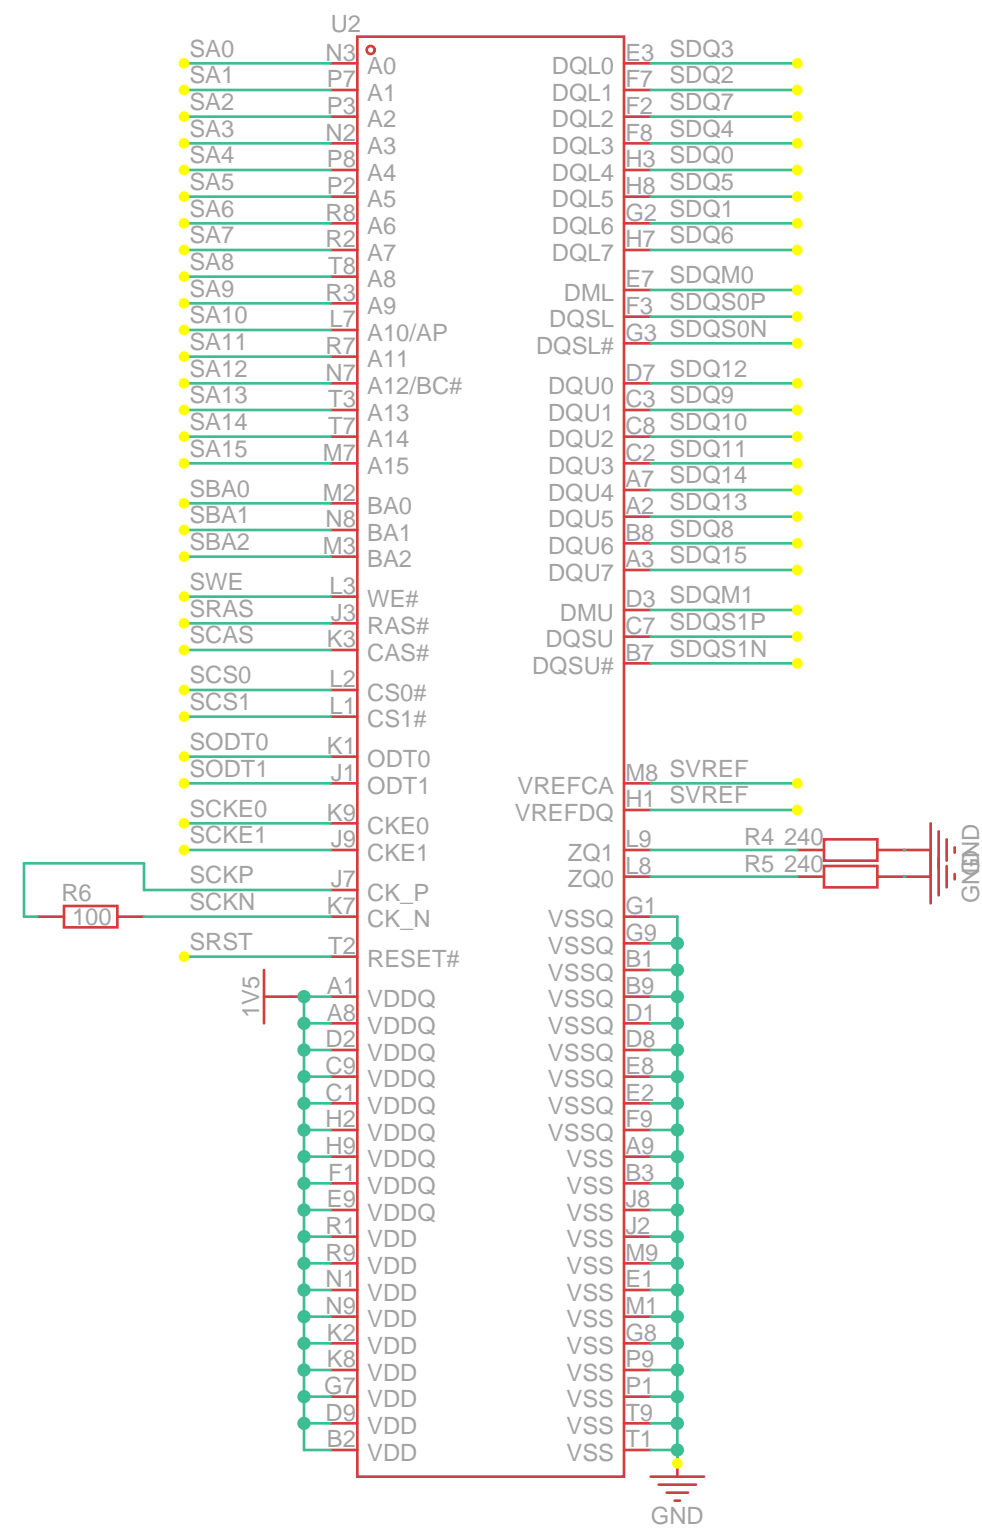 U2
SA0 N3 A0 DQL0 E3 SDQ3
SA1 P7 A1 DQL1 F7 SDQ2
SA2 P3 A2 DQL2 F2 SDQ7
SA3 N2 A3 DQL3 F8 SDQ4
SA4 P8 A4 DQL4 H3 SDQ0
SA5 P2 A5 DQL5 H8 SDQ5
SA6 R8 A6 DQL6 G2 SDQ1
SA7 R2 A7 DQL7 H7 SDQ6
SA8 T8 A8 DML E7 SDQM0
SA9 R3 A9 DQSL F3 SDQS0P
SA10 L7 A10/AP DQSL# G3 SDQS0N
SA11 R7 A11
SA12 N7 A12/BC# DQU0 D7 SDQ12
SA13 T3 A13 DQU1 C3 SDQ9
SA14 T7 A14 DQU2 C8 SDQ10
SA15 M7 A15 DQU3 C2 SDQ11
DQU4 A7 SDQ14
SBA0 M2 BA0 DQU5 A2 SDQ13
SBA1 N8 BA1 DQU6 B8 SDQ8
SBA2 M3 BA2 DQU7 A3 SDQ15
SWE L3 WE# DMU D3 SDQM1
SRAS J3 RAS# DQSU C7 SDQS1P
SCAS K3 CAS# DQSU# B7 SDQS1N
SCS0 L2 CS0#
SCS1 L1 CS1#
SODT0 K1 ODT0
SODT1 J1 ODT1 VREFCA M8 SVREF
SCKE0 K9 CKE0 VREFDQ H1 SVREF
SCKE1 J9 CKE1 ZQ1 L9 R4 240 GND
SCKP J7 CK_P ZQ0 L8 R5 240 GND
R6 100 SCKN K7 CK_N VSSQ G1
SRST T2 RESET# VSSQ G9
VSSQ B1
1V5 A1 VDDQ VSSQ B9
A8 VDDQ VSSQ D1
D2 VDDQ VSSQ D8
C9 VDDQ VSSQ E8
C1 VDDQ VSSQ E2
H2 VDDQ VSSQ F9
H9 VDDQ VSS A9
F1 VDDQ VSS B3
E9 VDDQ VSS J8
R1 VDD VSS J2
R9 VDD VSS M9
N1 VDD VSS E1
N9 VDD VSS M1
K2 VDD VSS G8
K8 VDD VSS P9
G7 VDD VSS P1
D9 VDD VSS T9
B2 VDD VSS T1
GND